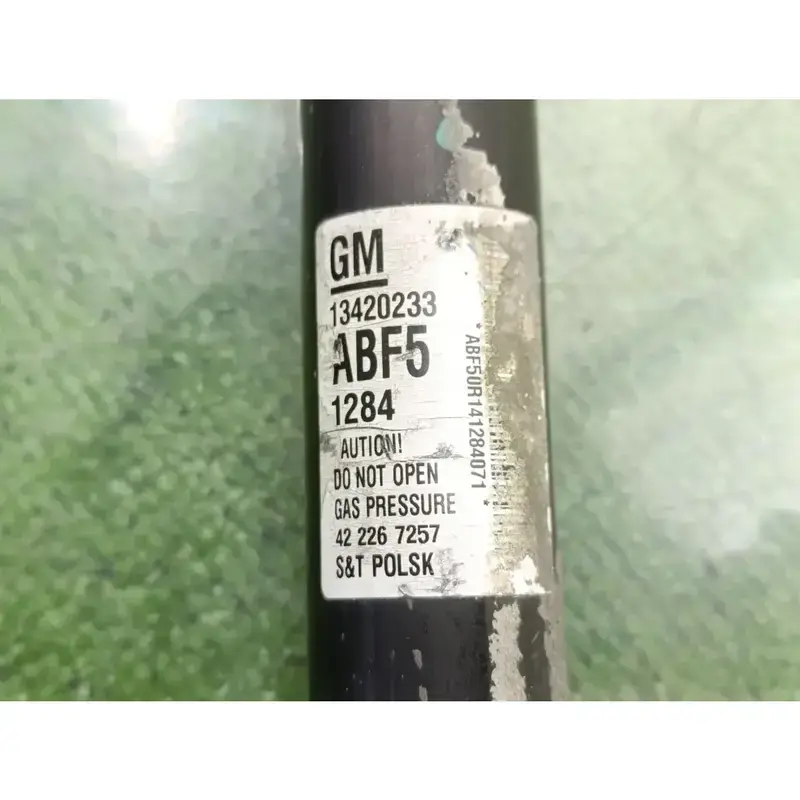 GM
13420233
ABF5
1284
AUTION!
DO NOT OPEN
GAS PRESSURE
42 226 7257
S&T POLSK
*ABF50R141284071*